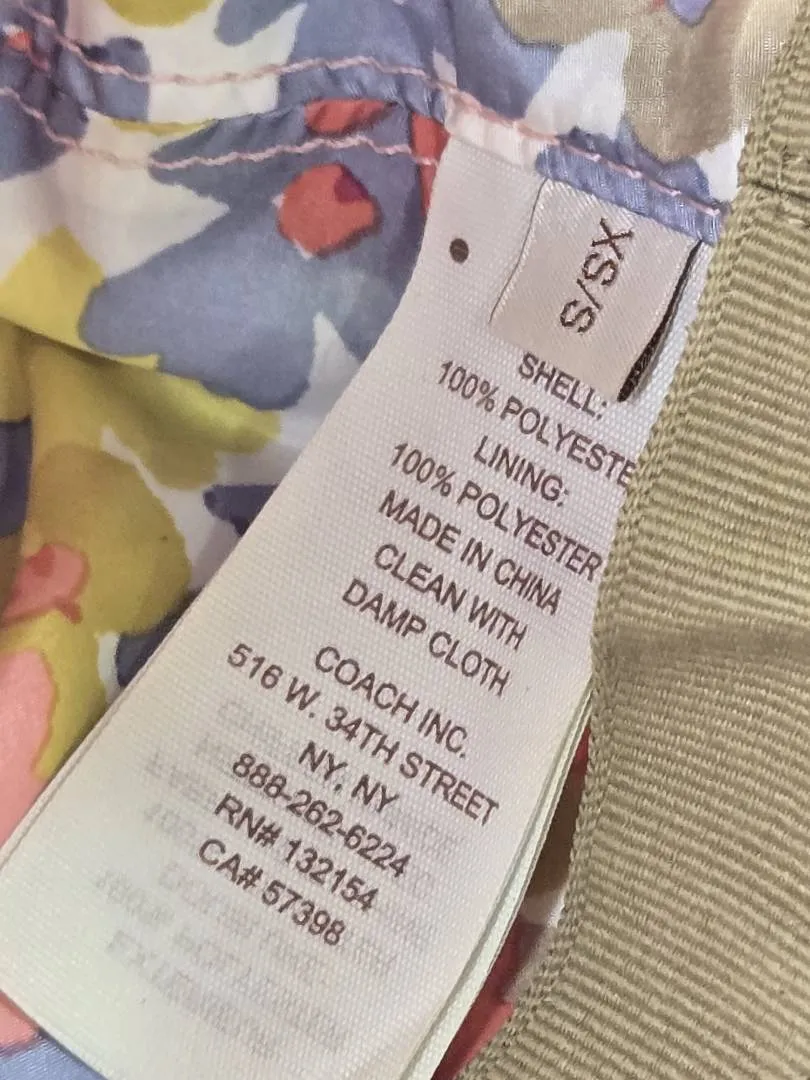 XS/S
SHELL:
100% POLYESTE
LINING:
100% POLYESTER
MADE IN CHINA
CLEAN WITH
DAMP CLOTH
COACH INC.
516 W. 34TH STREET
NY, NY
888-262-6224
RN# 132154
CA# 57398